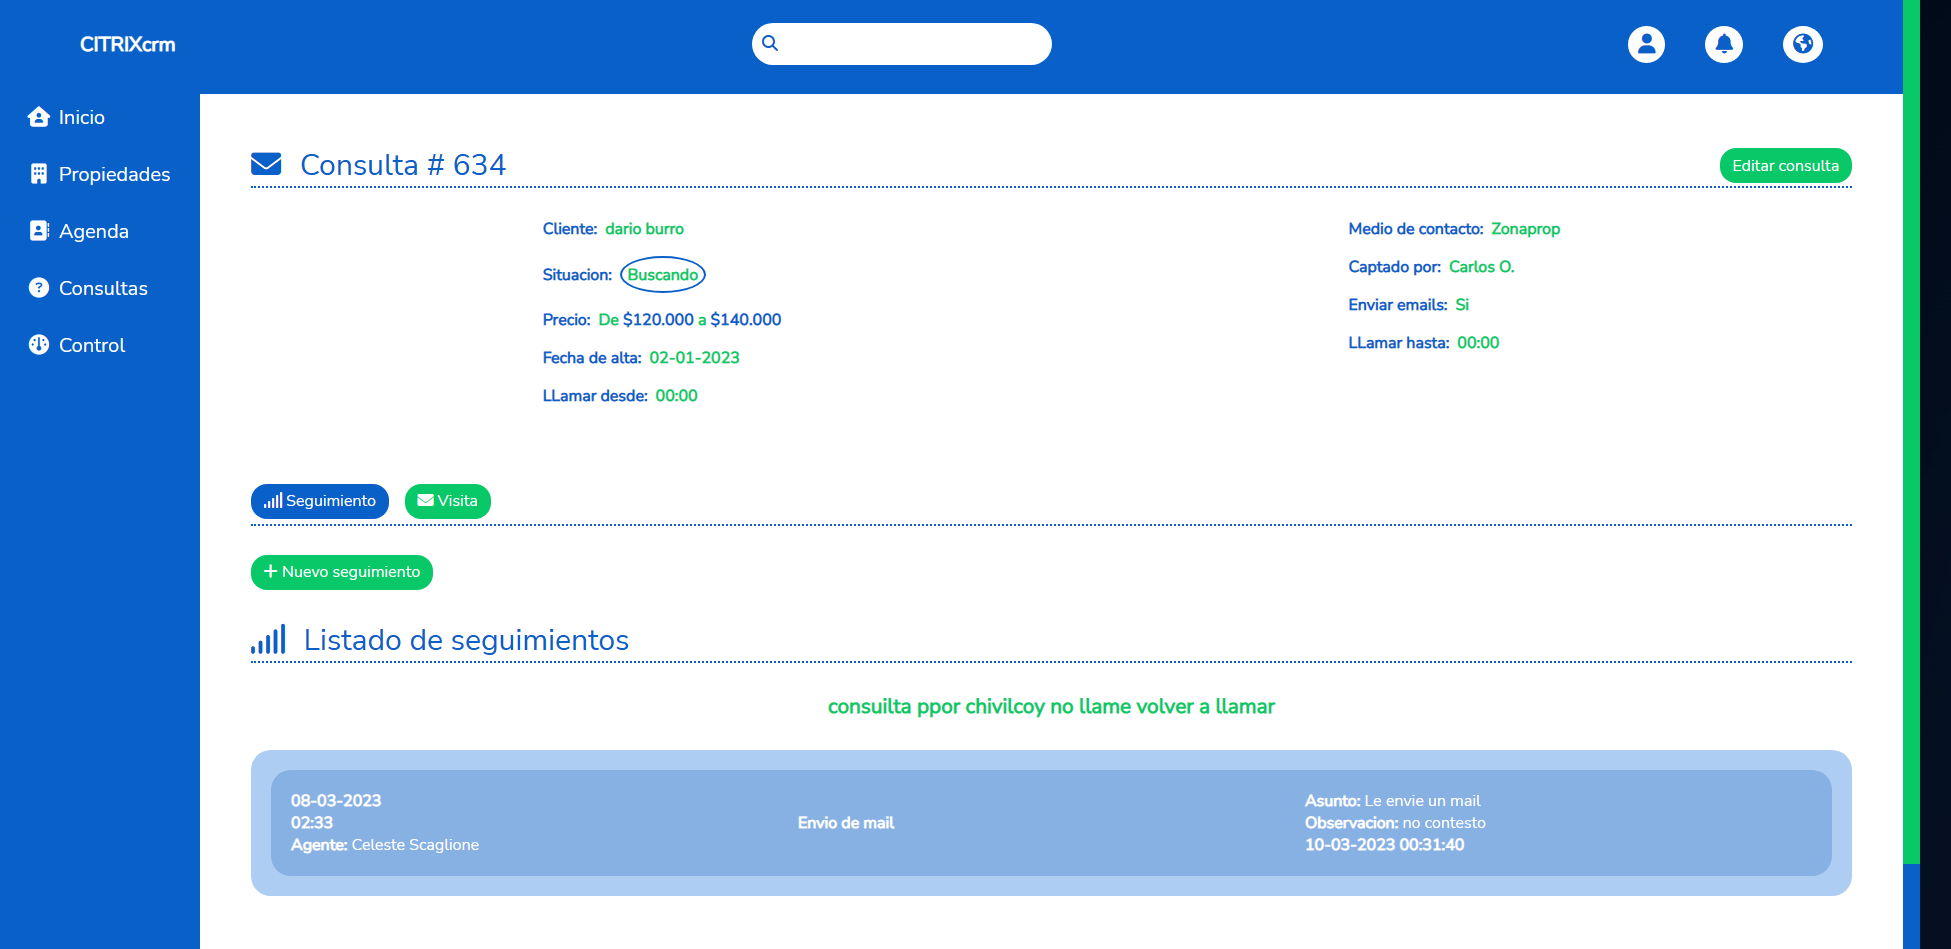 CITRIXcrm
Inicio
Propiedades
Agenda
Consultas
Control
Consulta # 634
Editar consulta
Cliente: dario burro
Situacion: Buscando
Precio: De $120.000 a $140.000
Fecha de alta: 02-01-2023
LLamar desde: 00:00
Medio de contacto: Zonaprop
Captado por: Carlos O.
Enviar emails: Si
LLamar hasta: 00:00
Seguimiento
Visita
Nuevo seguimiento
Listado de seguimientos
consuilta ppor chivilcoy no llame volver a llamar
08-03-2023
02:33
Agente: Celeste Scaglione
Envio de mail
Asunto: Le envie un mail
Observacion: no contesto
10-03-2023 00:31:40